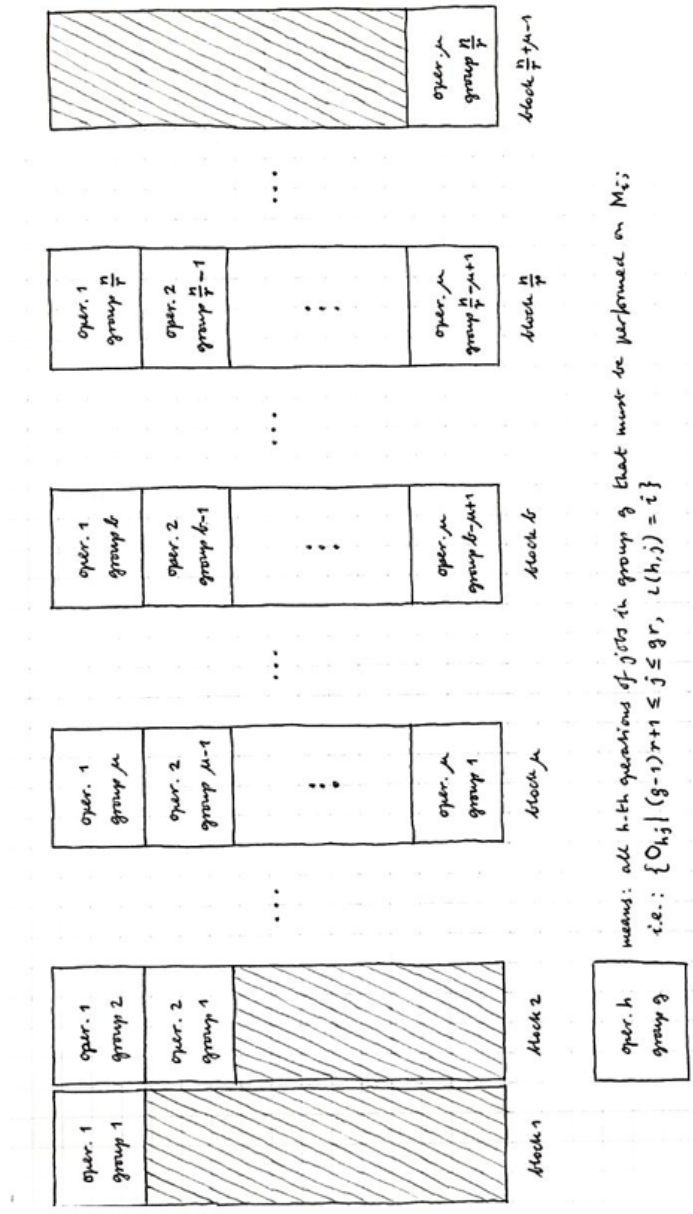 oper. 1
group 1
block 1
oper. 1
group 2
oper. 2
group 1
block 2
...
oper. 1
group μ
oper. 2
group μ-1
⋮
oper. μ
group 1
block μ
...
oper. 1
group b
oper. 2
group b-1
⋮
oper. μ
group b-μ+1
block b
...
oper. 1
group n/r
oper. 2
group n/r - 1
⋮
oper. μ
group n/r - μ+1
block n/r
...
oper. μ
group n/r
block n/r + μ-1
oper. h
group g
means: all h-th operations of jobs in group g that must be performed on Mi;
i.e.: {Ohj | (g-1)r+1 ≤ j ≤ gr, ι(h,j) = i}